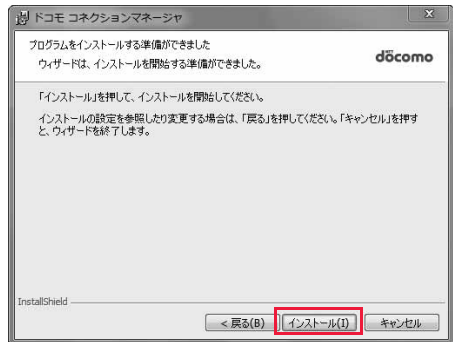 ドコモ コネクションマネージャ
プログラムをインストールする準備ができました
ウィザードは、インストールを開始する準備ができました。
döcomo
「インストール」を押して、インストールを開始してください。
インストールの設定を参照したり変更する場合は、「戻る」を押してください。「キャンセル」を押す
と、ウィザードを終了します。
InstallShield
< 戻る(B)
インストール(I)
キャンセル